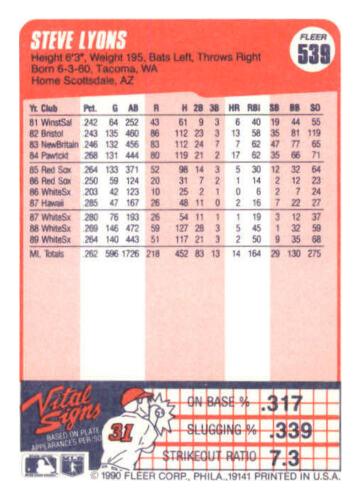 STEVE LYONS
FLEER
539
Height 6'3", Weight 195, Bats Left, Throws Right
Born 6-3-60, Tacoma, WA
Home Scottsdale, AZ
Yr. Club Pct. G AB R H 2B 3B HR RBI SB BB SO
81 WinstSal .242 64 252 43 61 9 3 6 40 19 44 55
82 Bristol .243 135 460 86 112 23 3 13 58 35 81 119
83 NewBritain .246 132 456 83 112 24 3 7 62 47 77 65
84 Pawtckt .268 131 444 80 119 21 2 17 62 35 66 71
85 Red Sox .264 133 371 52 98 14 3 5 30 12 32 64
86 Red Sox .250 59 124 20 31 7 2 1 14 2 12 23
86 WhiteSx .203 42 123 10 25 2 1 0 6 2 7 24
87 Hawaii .285 47 167 26 48 11 0 2 16 7 22 27
87 WhiteSx .280 76 193 26 54 11 1 1 19 3 12 37
88 WhiteSx .269 146 472 59 127 28 3 5 45 1 32 59
89 WhiteSx .264 140 443 51 117 21 3 2 50 9 35 68
ML Totals .262 596 1726 218 452 83 13 14 164 29 130 275
Vital Signs
BASED ON PLATE
APPEARANCES PER/50
31
ON BASE % .317
SLUGGING % .339
STRIKEOUT RATIO 7.3
© 1990 FLEER CORP., PHILA., 19141 PRINTED IN U.S.A.